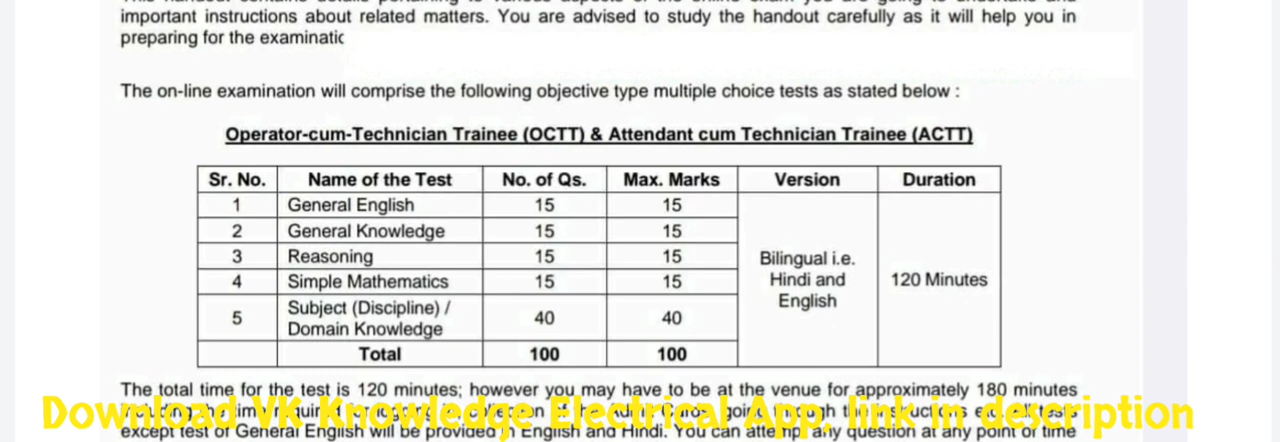 important instructions about related matters. You are advised to study the handout carefully as it will help you in
preparing for the examinatic
The on-line examination will comprise the following objective type multiple choice tests as stated below :
Operator-cum-Technician Trainee (OCTT) & Attendant cum Technician Trainee (ACTT)
Sr. No. Name of the Test No. of Qs. Max. Marks Version Duration
1 General English 15 15
2 General Knowledge 15 15
3 Reasoning 15 15
4 Simple Mathematics 15 15
5 Subject (Discipline) / Domain Knowledge 40 40
Bilingual i.e.
Hindi and
English
120 Minutes
Total 100 100
The total time for the test is 120 minutes; however you may have to be at the venue for approximately 180 minutes
Download VK Knowledge Electrical App, link in description
except test of General English will be provided in English and Hindi. You can attempt any question at any point of time